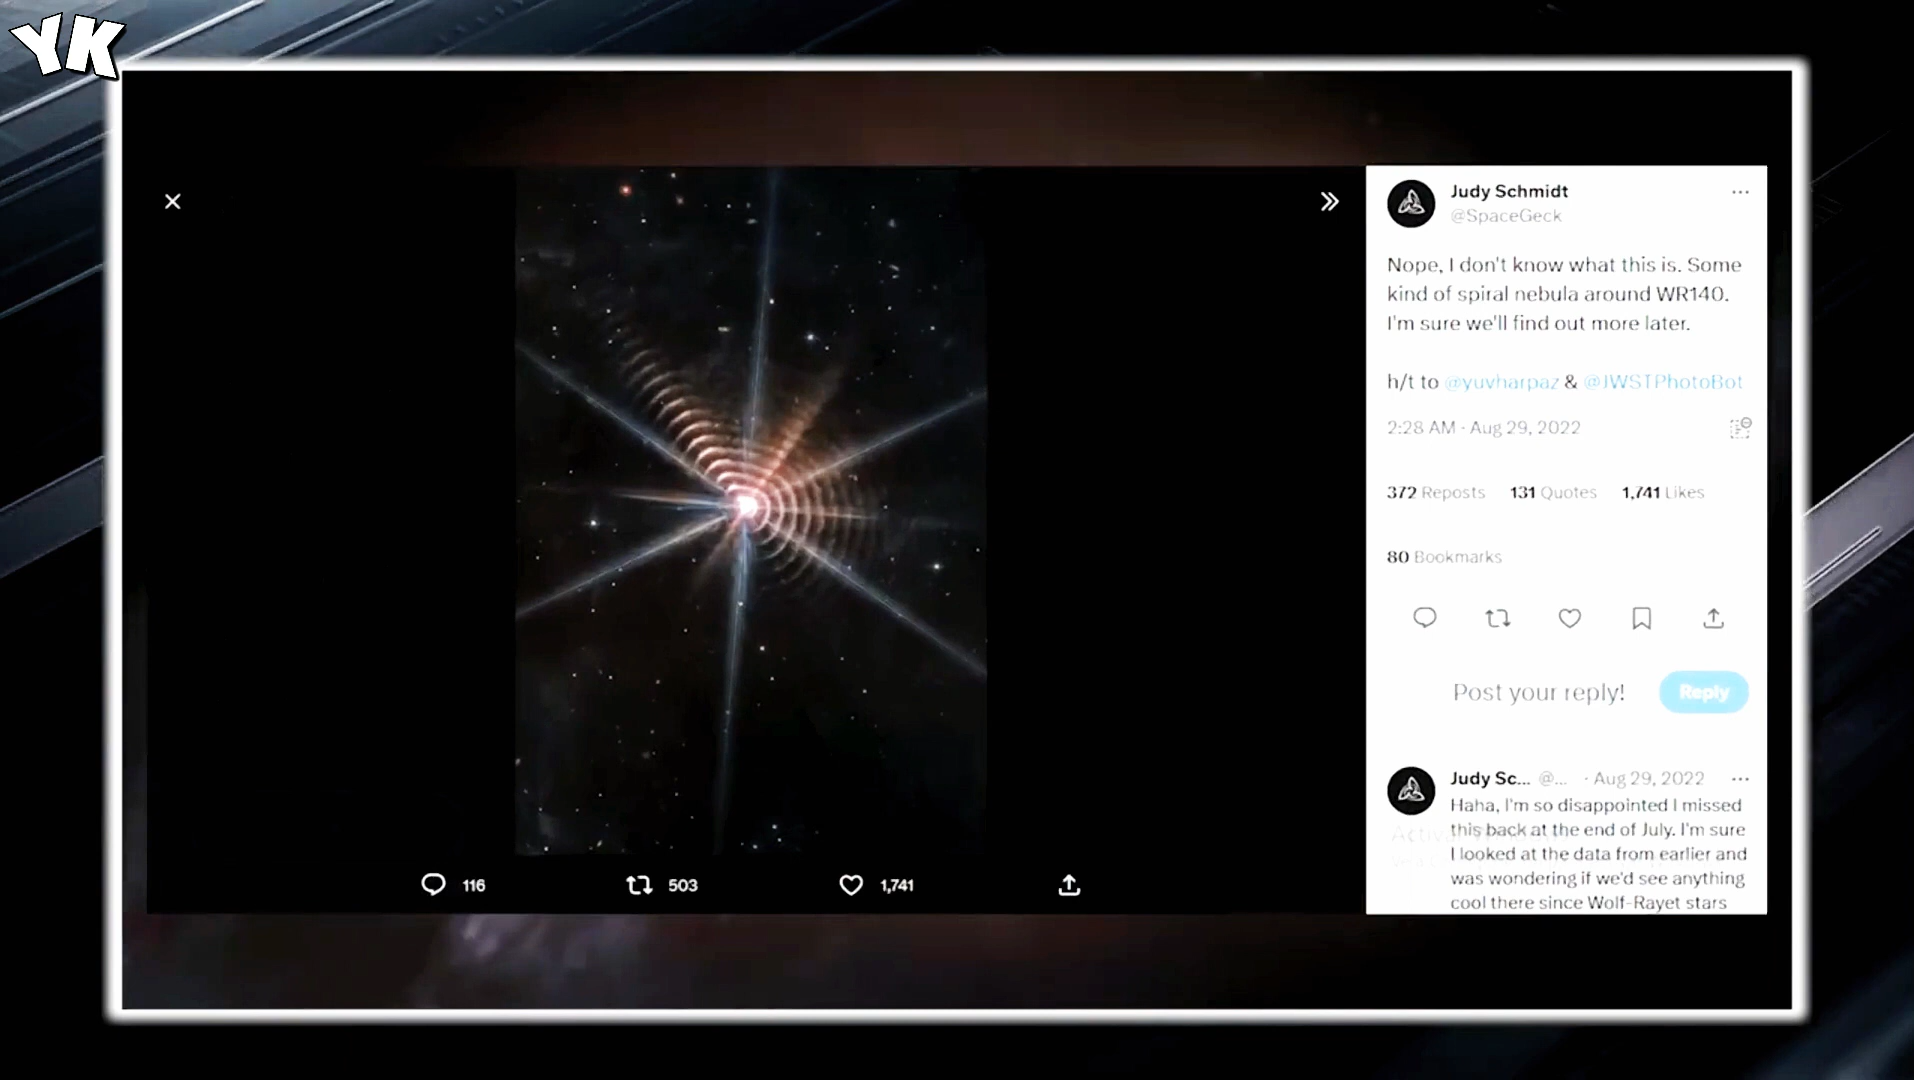 YK
Judy Schmidt
@SpaceGeck
Nope, I don't know what this is. Some
kind of spiral nebula around WR140.
I'm sure we'll find out more later.
h/t to @yuvharpaz & @JWSTPhotoBot
2:28 AM · Aug 29, 2022
372 Reposts 131 Quotes 1,741 Likes
80 Bookmarks
Post your reply! Reply
Judy Sc... @... · Aug 29, 2022
Haha, I'm so disappointed I missed
this back at the end of July. I'm sure
I looked at the data from earlier and
was wondering if we'd see anything
cool there since Wolf-Rayet stars
116 503 1,741